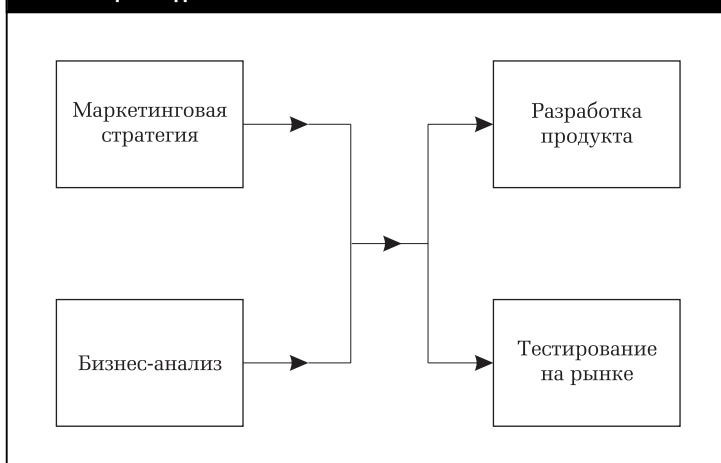 Маркетинговая
стратегия
Разработка
продукта
Бизнес-анализ
Тестирование
на рынке